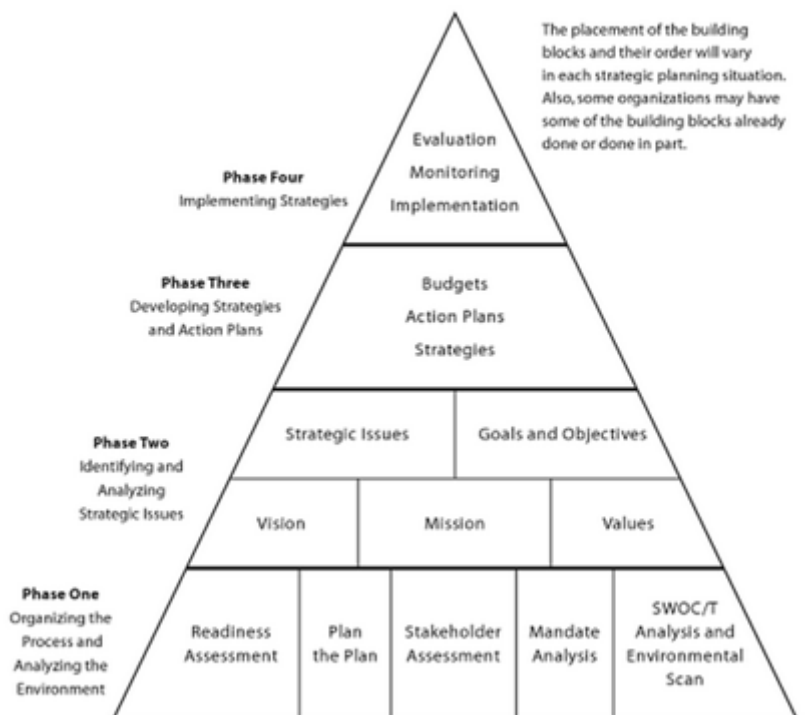 The placement of the building
blocks and their order will vary
in each strategic planning situation.
Also, some organizations may have
some of the building blocks already
done or done in part.
Phase Four
Implementing Strategies
Evaluation
Monitoring
Implementation
Phase Three
Developing Strategies
and Action Plans
Budgets
Action Plans
Strategies
Phase Two
Identifying and
Analyzing
Strategic Issues
Strategic Issues
Goals and Objectives
Vision
Mission
Values
Phase One
Organizing the
Process and
Analyzing the
Environment
Readiness
Assessment
Plan
the Plan
Stakeholder
Assessment
Mandate
Analysis
SWOC/T
Analysis and
Environmental
Scan